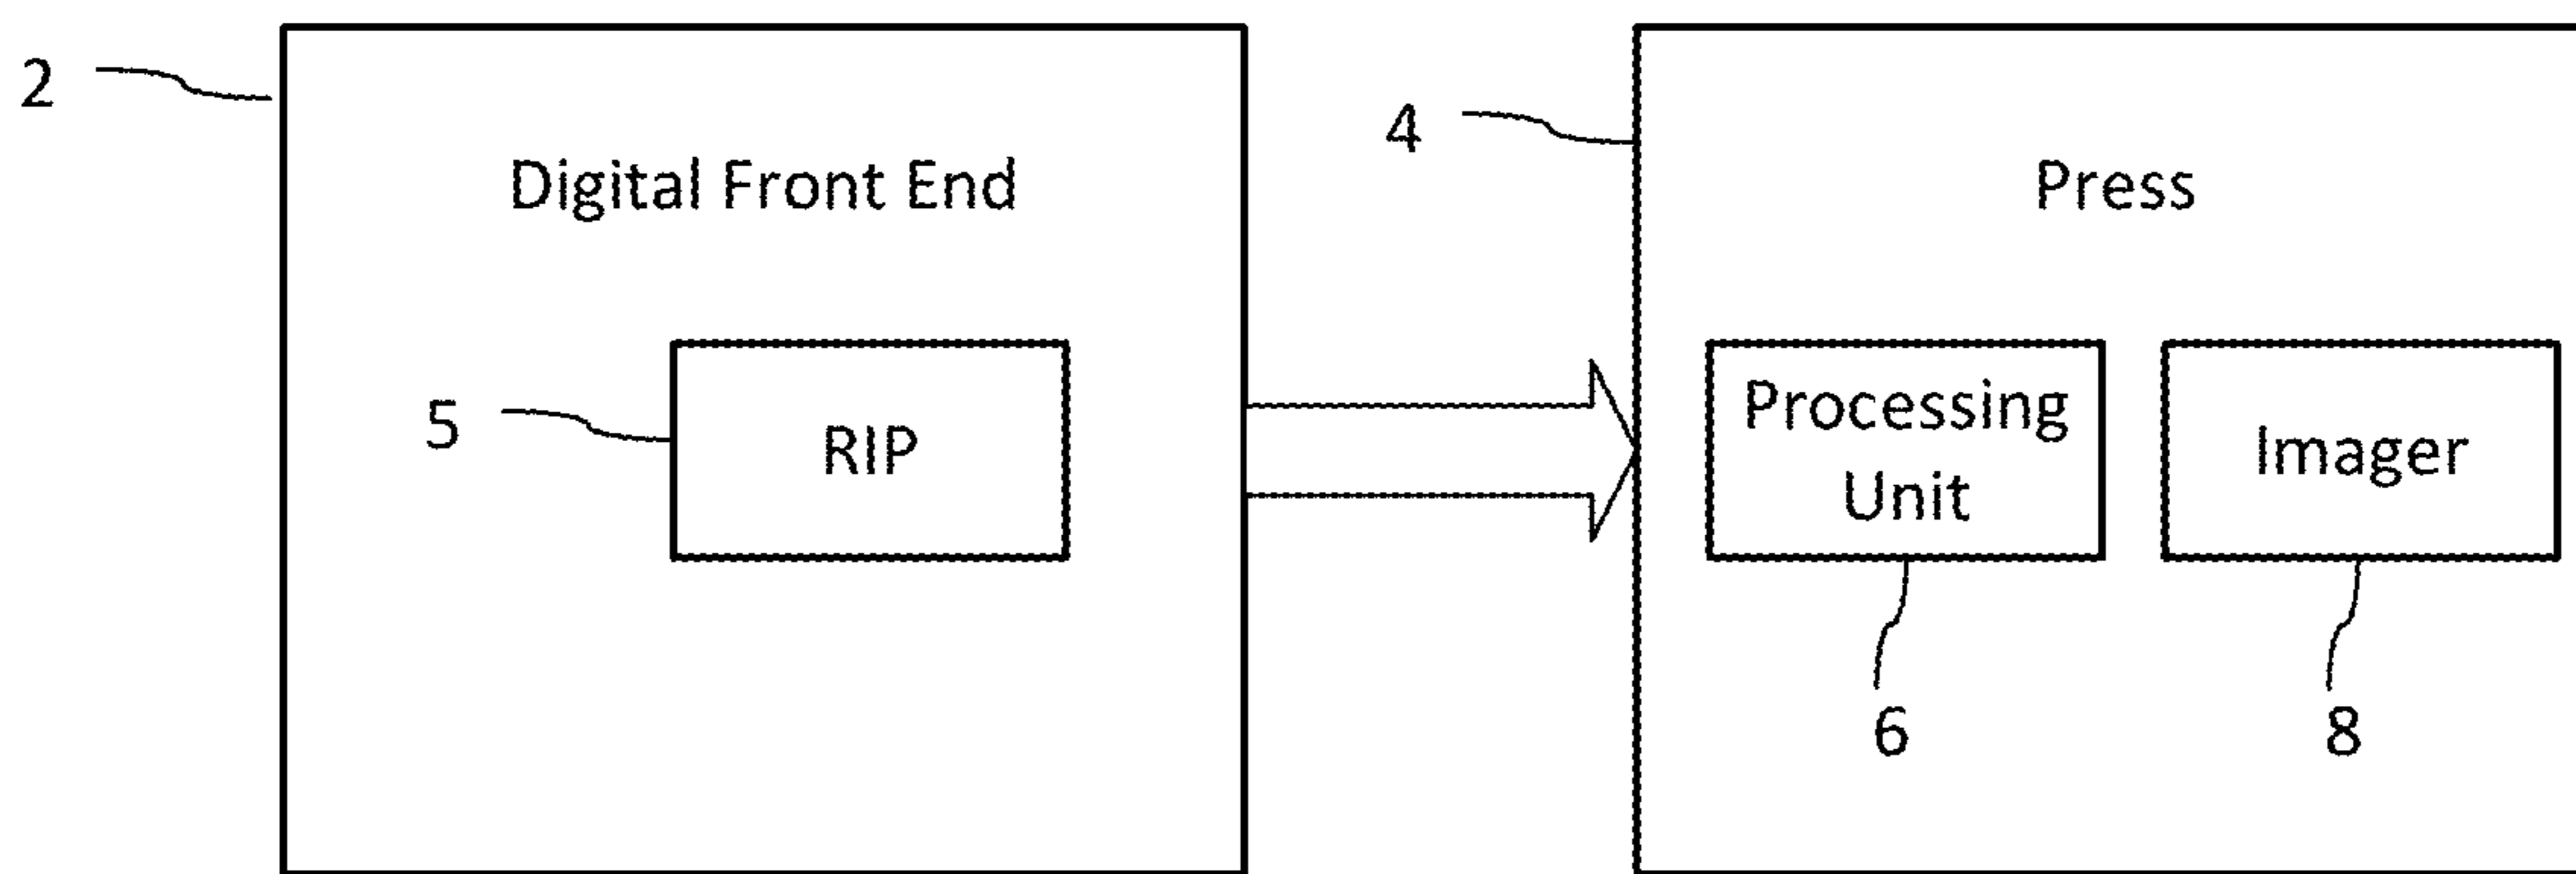 2
Digital Front End
5
RIP
4
Press
Processing
Unit
Imager
6
8